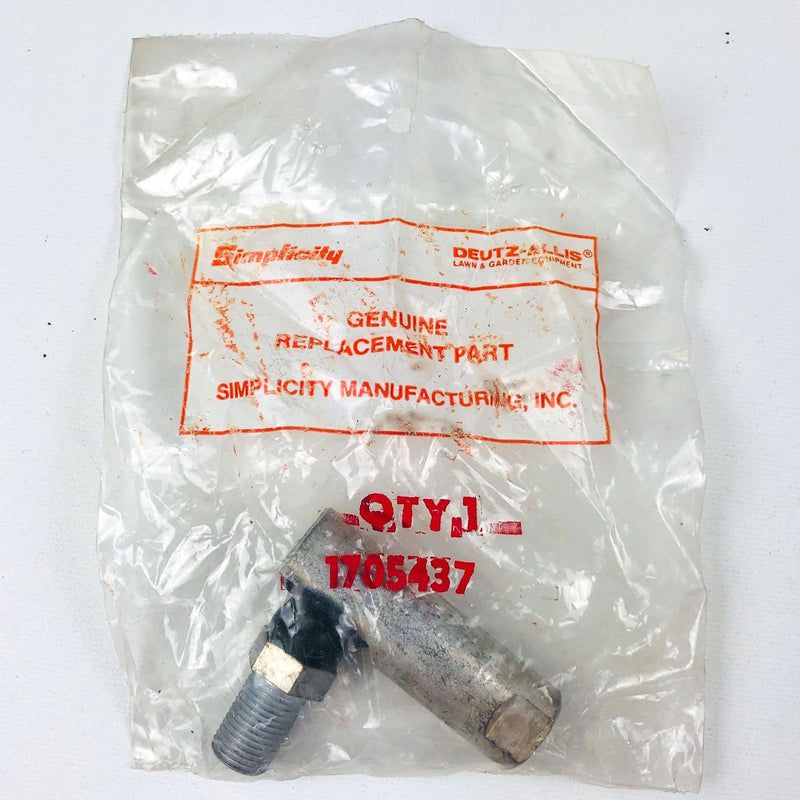 Simplicity DEUTZ-ALLIS®
LAWN & GARDEN EQUIPMENT
GENUINE
REPLACEMENT PART
SIMPLICITY MANUFACTURING, INC.
QTY.1
1705437